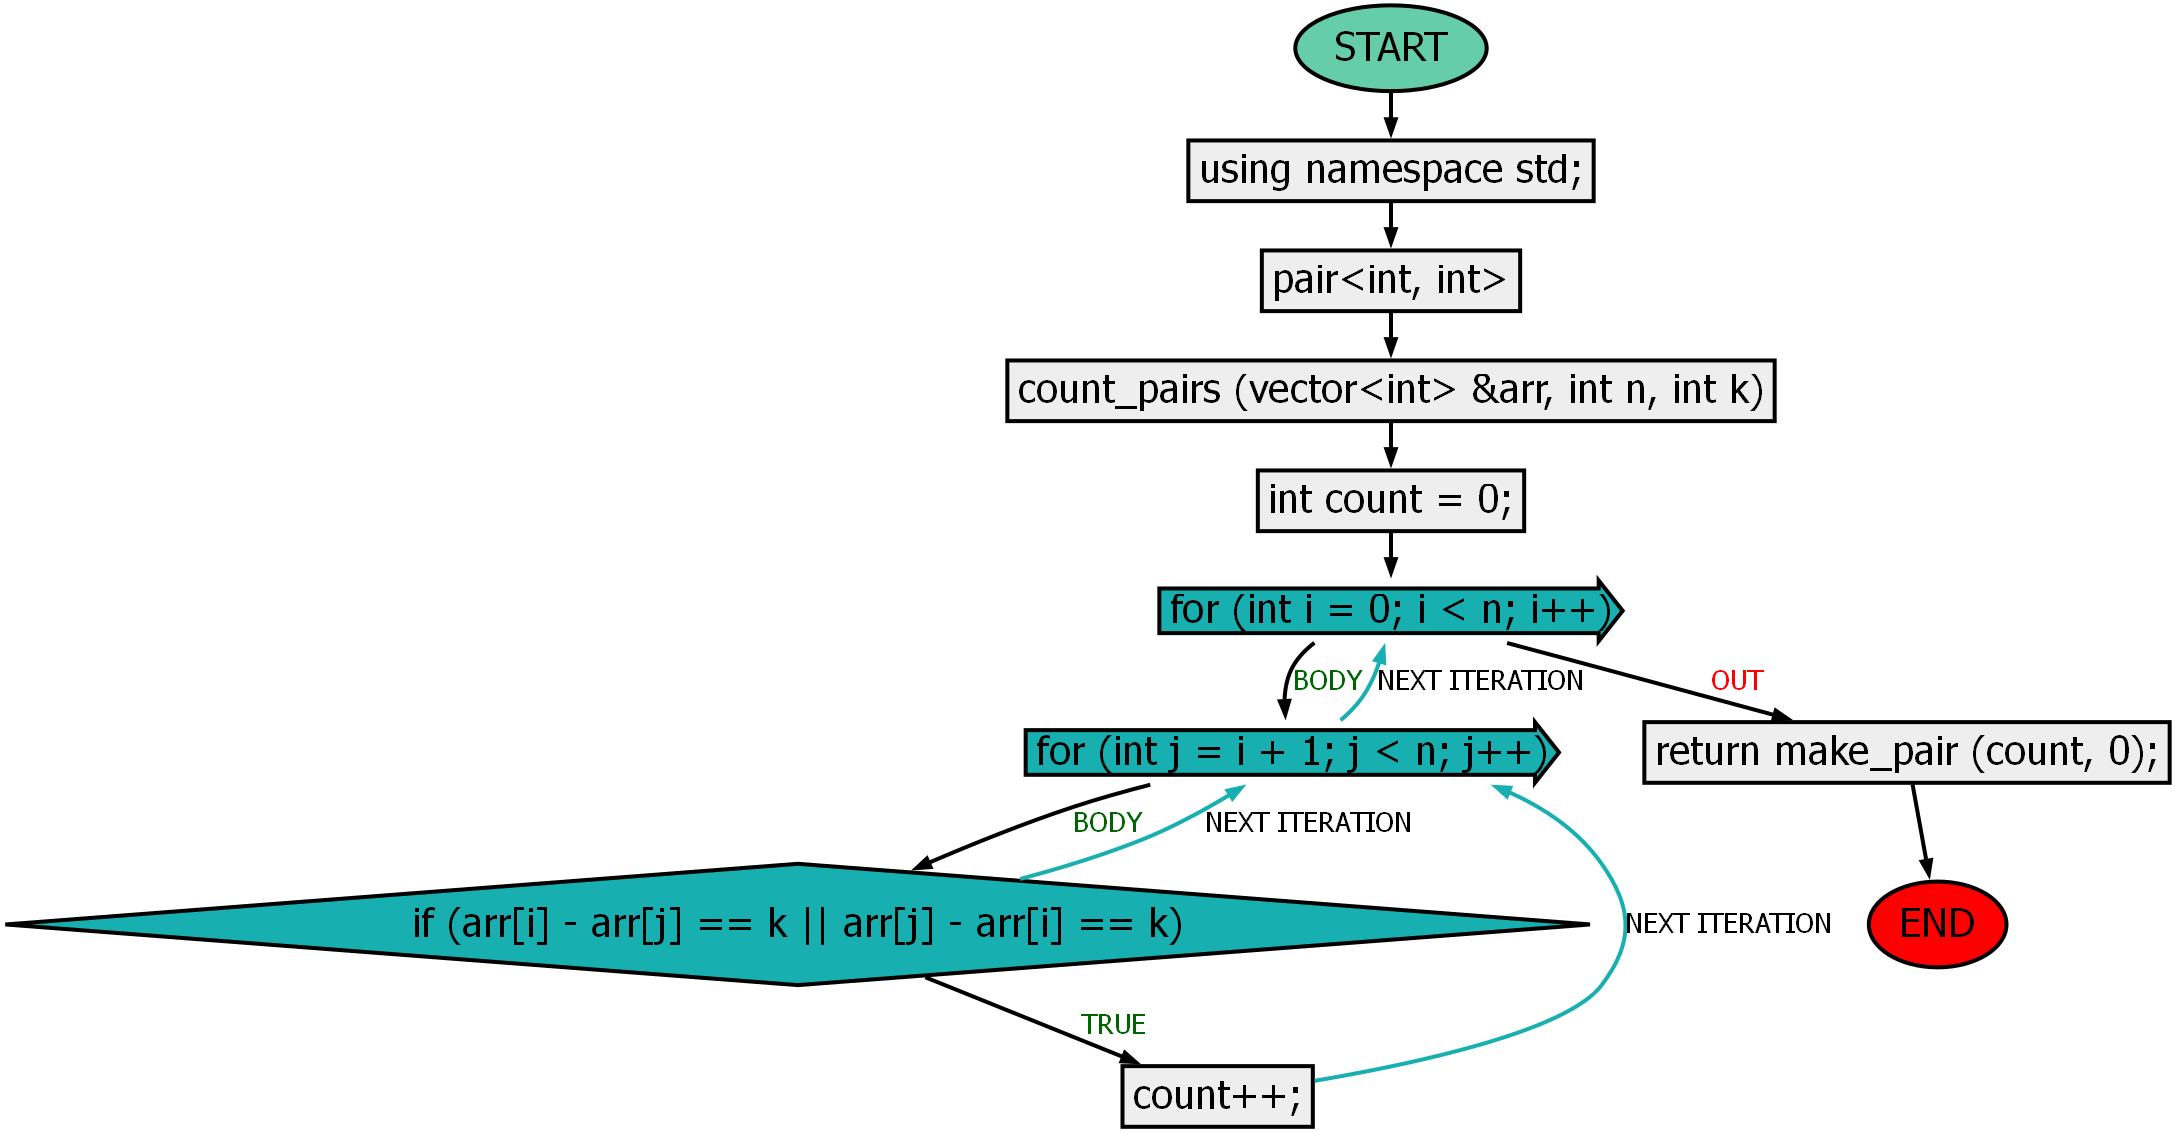 START
using namespace std;
pair<int, int>
count_pairs (vector<int> &arr, int n, int k)
int count = 0;
for (int i = 0; i < n; i++)
BODY
NEXT ITERATION
OUT
for (int j = i + 1; j < n; j++)
return make_pair (count, 0);
BODY
NEXT ITERATION
if (arr[i] - arr[j] == k || arr[j] - arr[i] == k)
NEXT ITERATION
END
TRUE
count++;